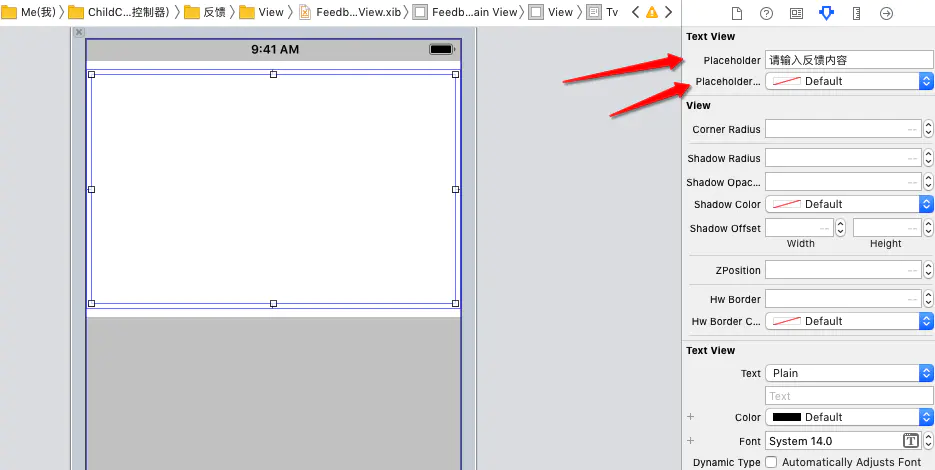 Me(我) 〉 ChildC...控制器) 〉 反馈 〉 View 〉 Feedb...View.xib 〉 Feedb...ain View 〉 View 〉 Tv
9:41 AM
Text View
Placeholder 请输入反馈内容
Placeholder... Default
View
Corner Radius --
Shadow Radius --
Shadow Opac... --
Shadow Color Default
Shadow Offset -- --
Width Height
ZPosition --
Hw Border --
Hw Border C... Default
Text View
Text Plain
Text
+ Color Default
+ Font System 14.0 T
Dynamic Type Automatically Adjusts Font